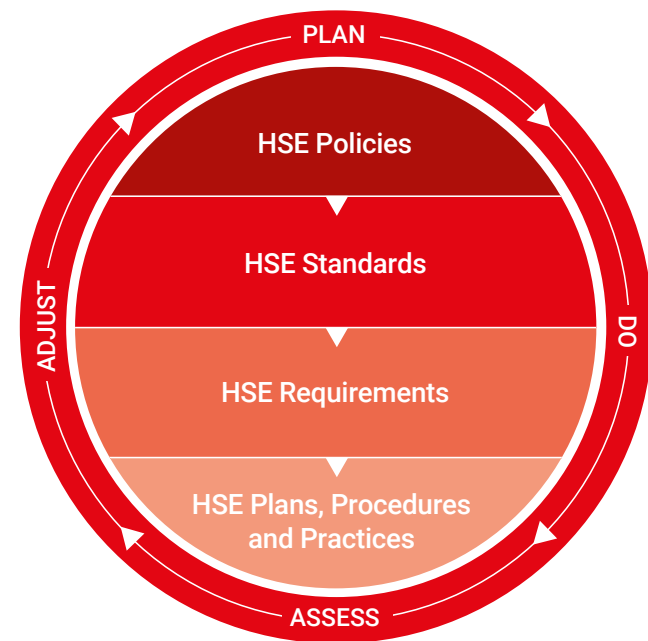 PLAN
HSE Policies
HSE Standards
ADJUST
DO
HSE Requirements
HSE Plans, Procedures
and Practices
ASSESS